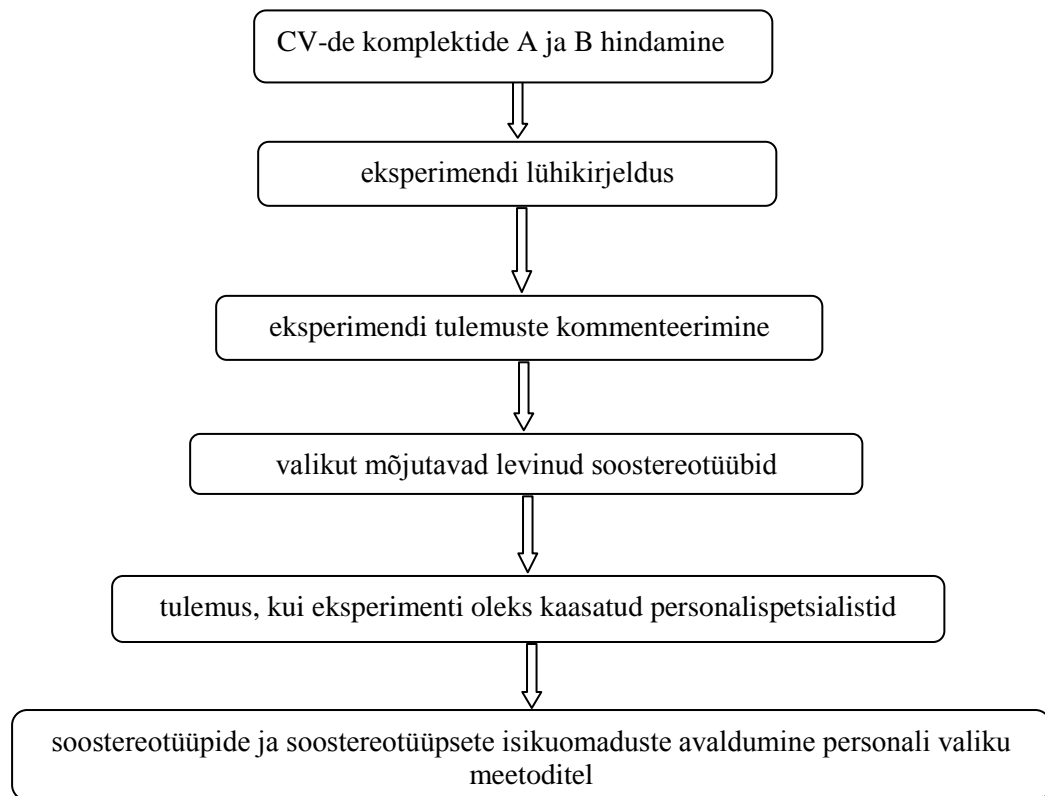 CV-de komplektide A ja B hindamine
eksperimendi lühikirjeldus
eksperimendi tulemuste kommenteerimine
valikut mõjutavad levinud soostereotüübid
tulemus, kui eksperimenti oleks kaasatud personalispetsialistid
soostereotüüpide ja soostereotüüpsete isikuomaduste avaldumine personali valiku
meetoditel